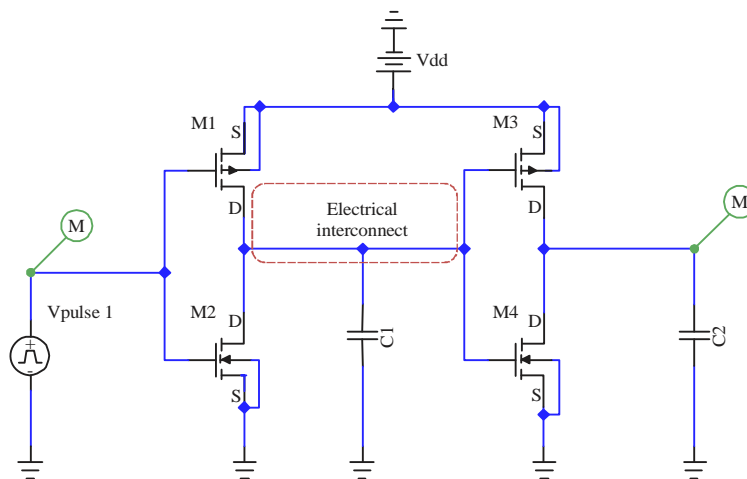 Vdd
M1
S
M3
S
M
D
Electrical
interconnect
D
M
Vpulse 1
M2
D
C1
M4
D
C2
+
-
S
S